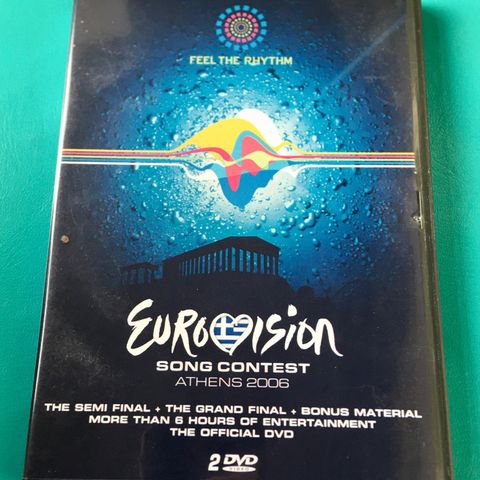 FEEL THE RHYTHM
EUROVISION
SONG CONTEST
ATHENS 2006
THE SEMI FINAL + THE GRAND FINAL + BONUS MATERIAL
MORE THAN 6 HOURS OF ENTERTAINMENT
THE OFFICIAL DVD
2 DVD
VIDEO